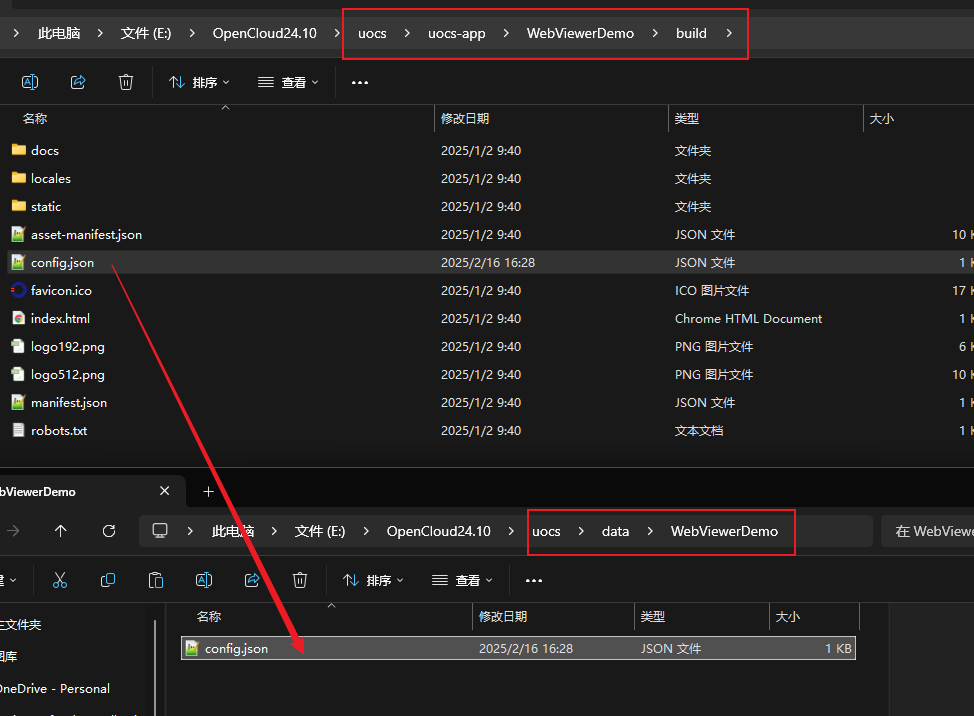 此电脑 文件 (E:) OpenCloud24.10 uocs uocs-app WebViewerDemo build
排序 查看
名称 修改日期 类型 大小
docs 2025/1/2 9:40 文件夹
locales 2025/1/2 9:40 文件夹
static 2025/1/2 9:40 文件夹
asset-manifest.json 2025/1/2 9:40 JSON 文件 10
config.json 2025/2/16 16:28 JSON 文件 1
favicon.ico 2025/1/2 9:40 ICO 图片文件 17
index.html 2025/1/2 9:40 Chrome HTML Document 1
logo192.png 2025/1/2 9:40 PNG 图片文件 6
logo512.png 2025/1/2 9:40 PNG 图片文件 10
manifest.json 2025/1/2 9:40 JSON 文件 1
robots.txt 2025/1/2 9:40 文本文档 1
bViewerDemo
此电脑 文件 (E:) OpenCloud24.10 uocs data WebViewerDemo 在 WebViewe
排序 查看
名称 修改日期 类型 大小
主文件夹
config.json 2025/2/16 16:28 JSON 文件 1 KB
图库
OneDrive - Personal